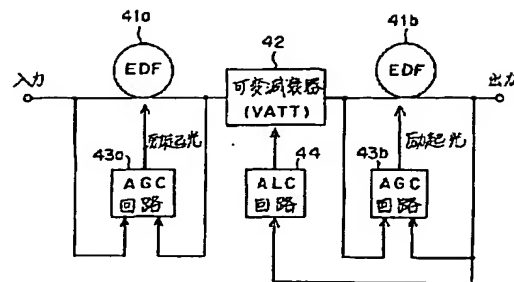 41a
EDF
入力
42
可変減衰器
(VATT)
41b
EDF
出力
励起光
43a
AGC
回路
44
ALC
回路
励起光
43b
AGC
回路